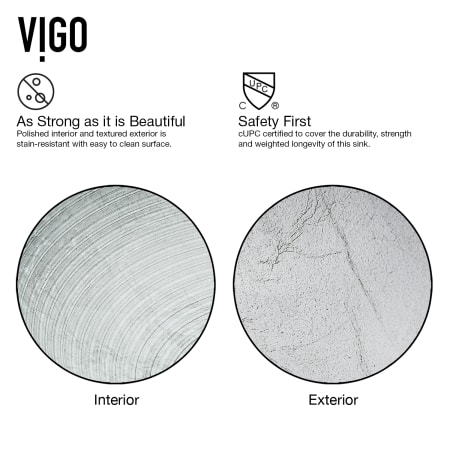 VIGO
As Strong as it is Beautiful
Polished interior and textured exterior is
stain-resistant with easy to clean surface.
UPC
C ®
Safety First
cUPC certified to cover the durability, strength
and weighted longevity of this sink.
Interior
Exterior